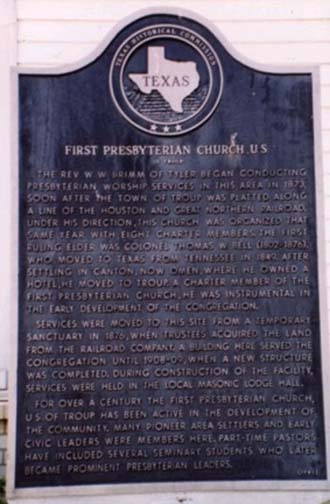 TEXAS HISTORICAL COMMISSION
TEXAS
FIRST PRESBYTERIAN CHURCH, U.S.
OF TROUP
THE REV. W. W. BRIMM OF TYLER BEGAN CONDUCTING
PRESBYTERIAN WORSHIP SERVICES IN THIS AREA IN 1873,
SOON AFTER THE TOWN OF TROUP WAS PLATTED ALONG
A LINE OF THE HOUSTON AND GREAT NORTHERN RAILROAD.
UNDER HIS DIRECTION, THIS CHURCH WAS ORGANIZED THAT
SAME YEAR WITH EIGHT CHARTER MEMBERS. THE FIRST
RULING ELDER WAS COLONEL THOMAS W. BELL (1802-1876),
WHO MOVED TO TEXAS FROM TENNESSEE IN 1849. AFTER
SETTLING IN CANTON, NOW OMEN, WHERE HE OWNED A
HOTEL, HE MOVED TO TROUP. A CHARTER MEMBER OF THE
FIRST PRESBYTERIAN CHURCH, HE WAS INSTRUMENTAL IN
THE EARLY DEVELOPMENT OF THE CONGREGATION.
SERVICES WERE MOVED TO THIS SITE FROM A TEMPORARY
SANCTUARY IN 1876, WHEN TRUSTEES ACQUIRED THE LAND
FROM THE RAILROAD COMPANY. A BUILDING HERE SERVED THE
CONGREGATION UNTIL 1908-09, WHEN A NEW STRUCTURE
WAS COMPLETED. DURING CONSTRUCTION OF THE FACILITY,
SERVICES WERE HELD IN THE LOCAL MASONIC LODGE HALL.
FOR OVER A CENTURY THE FIRST PRESBYTERIAN CHURCH,
U.S. OF TROUP HAS BEEN ACTIVE IN THE DEVELOPMENT OF
THE COMMUNITY. MANY PIONEER AREA SETTLERS AND EARLY
CIVIC LEADERS WERE MEMBERS HERE. PART-TIME PASTORS
HAVE INCLUDED SEVERAL SEMINARY STUDENTS WHO LATER
BECAME PROMINENT PRESBYTERIAN LEADERS.